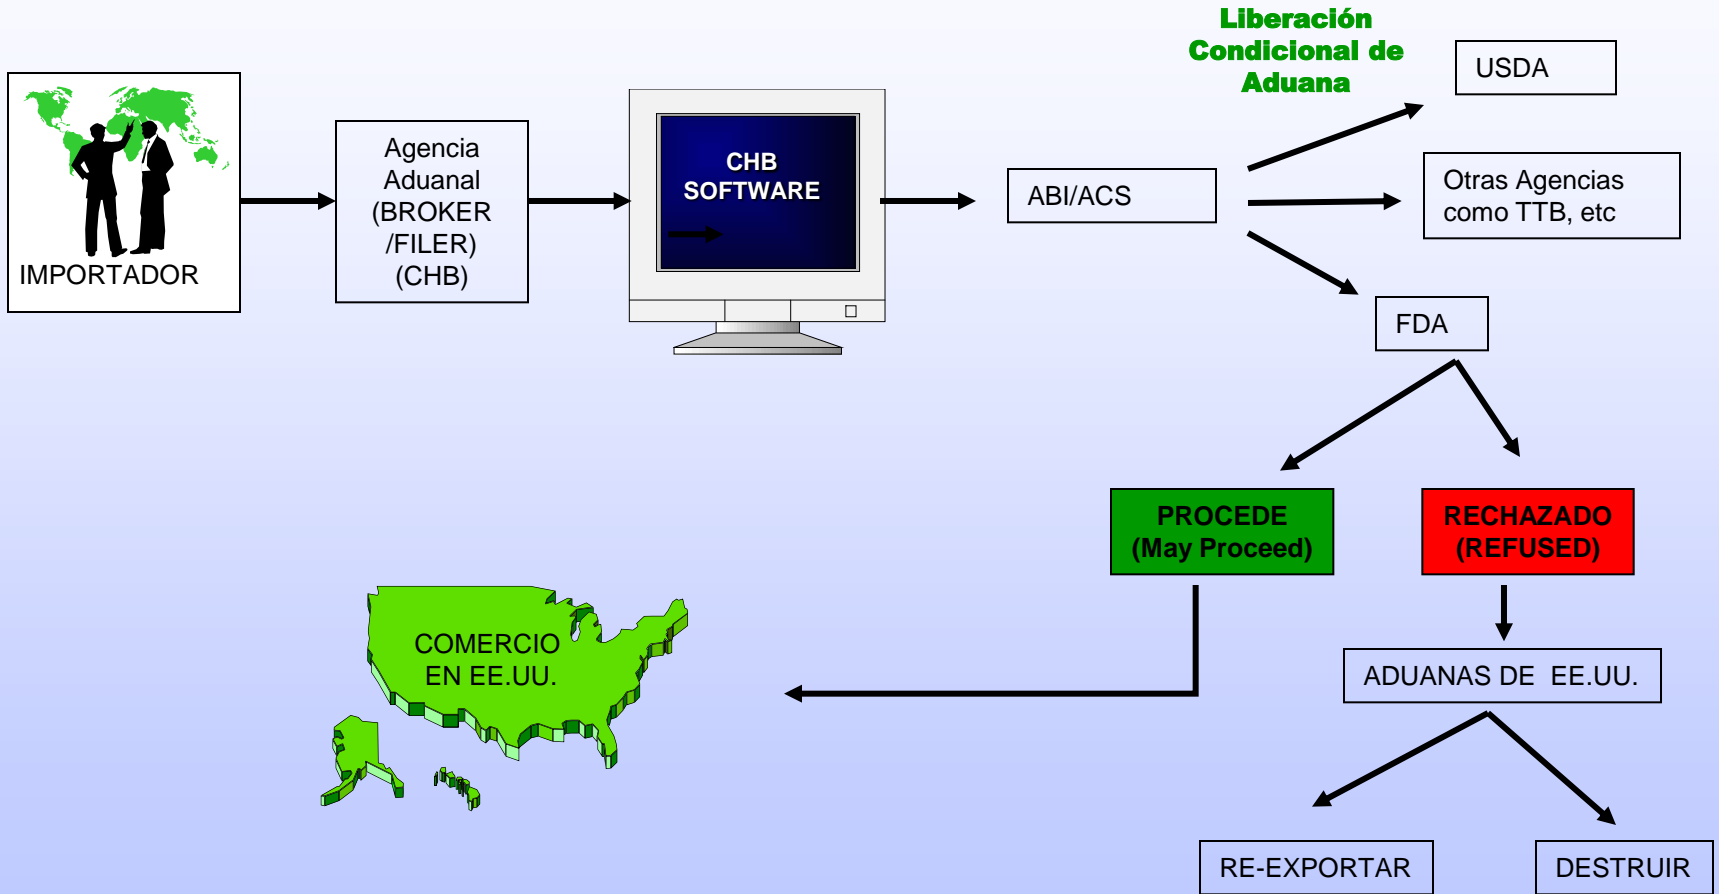 Liberación
Condicional de
Aduana
USDA
IMPORTADOR
Agencia
Aduanal
(BROKER
/FILER)
(CHB)
CHB
SOFTWARE
ABI/ACS
Otras Agencias
como TTB, etc
FDA
PROCEDE
(May Proceed)
RECHAZADO
(REFUSED)
COMERCIO
EN EE.UU.
ADUANAS DE EE.UU.
RE-EXPORTAR
DESTRUIR